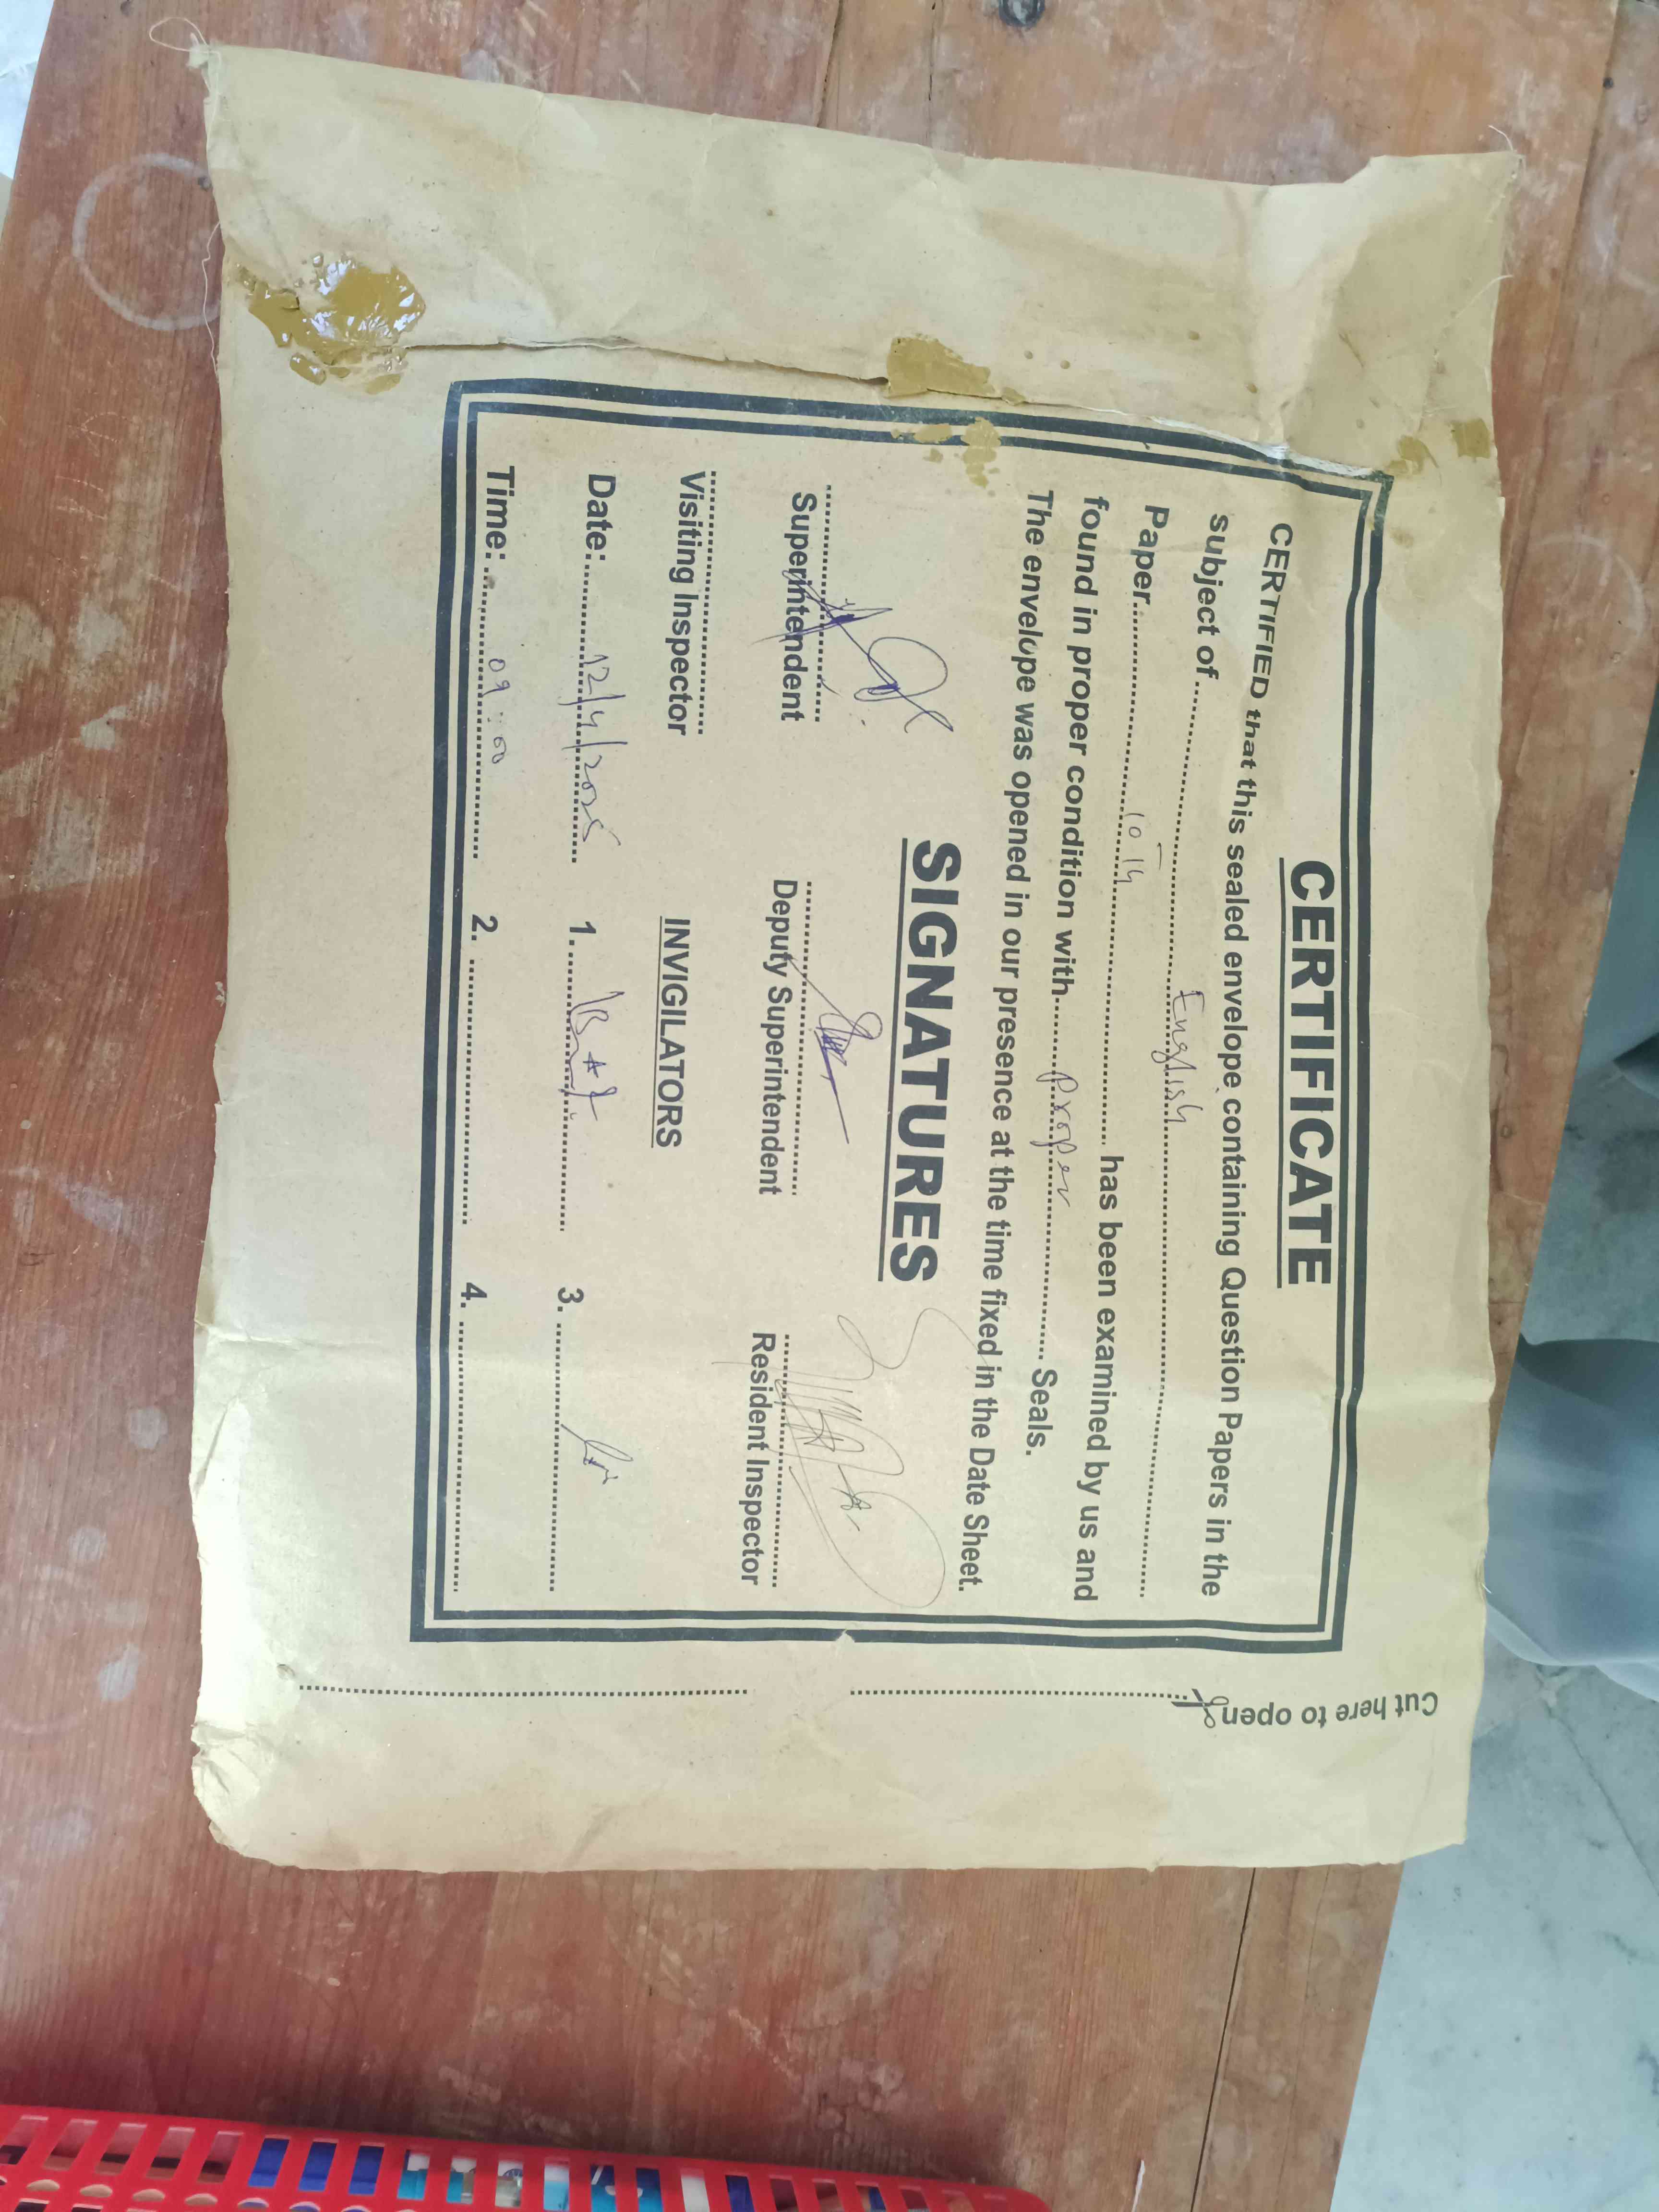 CERTIFICATE
CERTIFIED that this sealed envelope containing Question Papers in the
subject of........English........
Paper........10th........has been examined by us and
found in proper condition with........Proper........Seals.
The envelope was opened in our presence at the time fixed in the Date Sheet.
SIGNATURES
Superintendent Deputy Superintendent Resident Inspector
Visiting Inspector INVIGILATORS
Date:........12/4/2025........ 1. 3.
Time:........09:00........ 2. 4.
Cut here to open